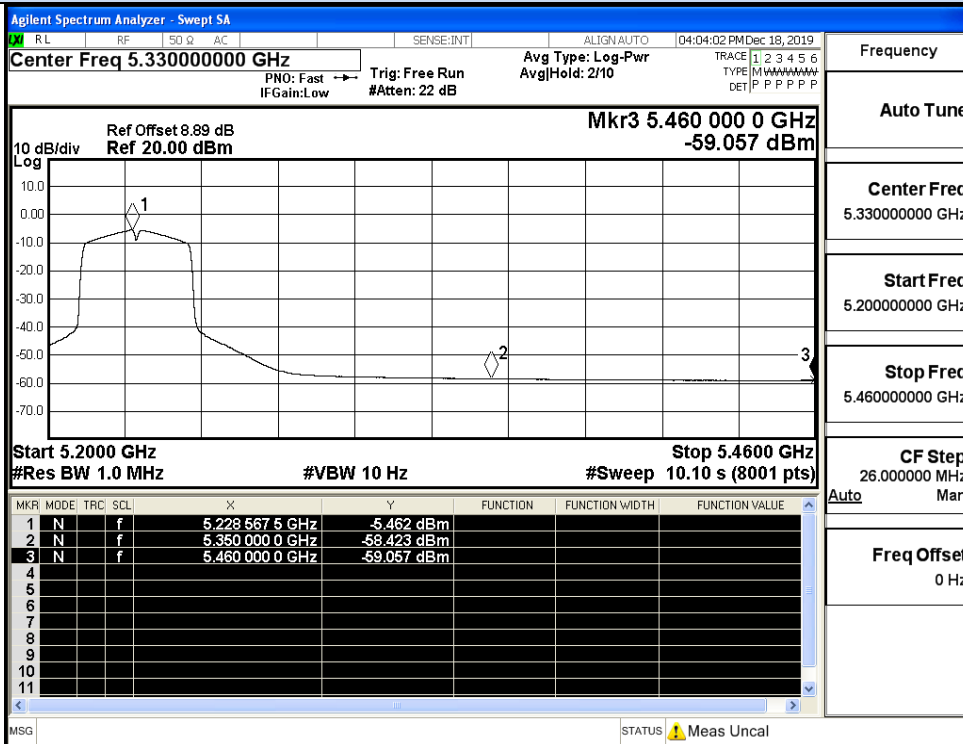 Agilent Spectrum Analyzer - Swept SA
LXI RL RF 50 Ω AC SENSE:INT ALIGN AUTO 04:04:02 PM Dec 18, 2019
Center Freq 5.330000000 GHz
PNO: Fast
IFGain:Low
Trig: Free Run
#Atten: 22 dB
Avg Type: Log-Pwr
Avg|Hold: 2/10
TRACE 1 2 3 4 5 6
TYPE M WWWWW
DET P P P P P P
Mkr3 5.460 000 0 GHz
-59.057 dBm
Ref Offset 8.89 dB
10 dB/div Ref 20.00 dBm
Log
10.0
0.00
-10.0
-20.0
-30.0
-40.0
-50.0
-60.0
-70.0
1
2
3
Start 5.2000 GHz Stop 5.4600 GHz
#Res BW 1.0 MHz #VBW 10 Hz #Sweep 10.10 s (8001 pts)
MKR MODE TRC SCL X Y FUNCTION FUNCTION WIDTH FUNCTION VALUE
1 N f 5.228 567 5 GHz -5.462 dBm
2 N f 5.350 000 0 GHz -58.423 dBm
3 N f 5.460 000 0 GHz -59.057 dBm
4
5
6
7
8
9
10
11
MSG STATUS Meas Uncal
Frequency
Auto Tune
Center Freq
5.330000000 GHz
Start Freq
5.200000000 GHz
Stop Freq
5.460000000 GHz
CF Step
26.000000 MHz
Auto Man
Freq Offset
0 Hz